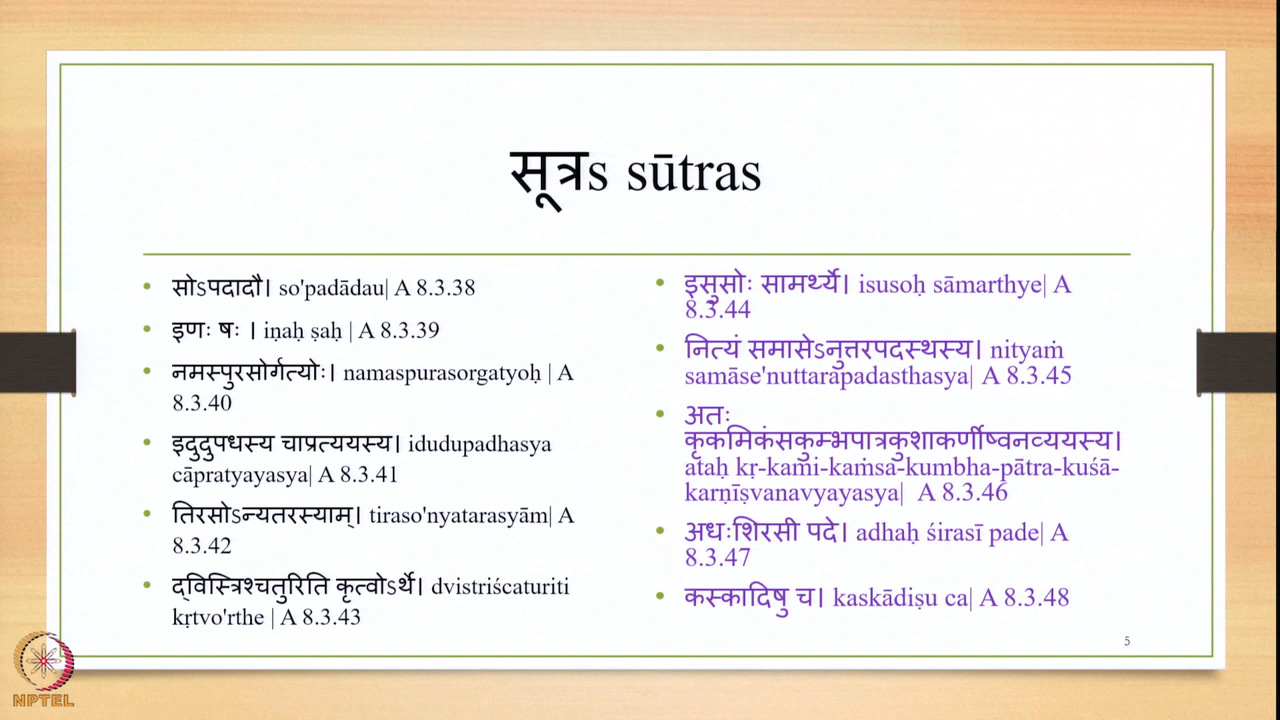 सूत्रs sūtras
सोऽपदादौ। so'padādau| A 8.3.38
इणः षः । iṇaḥ ṣaḥ | A 8.3.39
नमस्पुरसोर्गत्योः। namaspurasorgatyoḥ | A
8.3.40
इदुदुपधस्य चाप्रत्ययस्य। idudupadhasya
cāpratyayasya| A 8.3.41
तिरसोऽन्यतरस्याम्। tiraso'nyatarasyām| A
8.3.42
द्विस्त्रिश्चतुरिति कृत्वोऽर्थे। dvistriścaturiti
kṛtvo'rthe | A 8.3.43
इसुसोः सामर्थ्ये। isusoḥ sāmarthye| A
8.3.44
नित्यं समासेऽनुत्तरपदस्थस्य। nityaṁ
samāse'nuttarapadasthasya| A 8.3.45
अतः
कृकमिकंसकुम्भपात्रकुशाकर्णीष्वनव्ययस्य।
ataḥ kṛ-kami-kaṁsa-kumbha-pātra-kuśā-
karṇīṣvanavyayasya| A 8.3.46
अधःशिरसी पदे। adhaḥ śirasī pade| A
8.3.47
कस्कादिषु च। kaskādiṣu ca| A 8.3.48
5
NPTEL